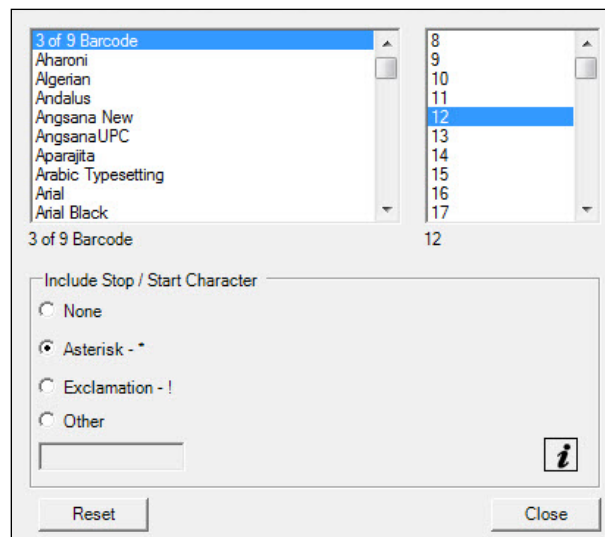 3 of 9 Barcode
Aharoni
Algerian
Andalus
Angsana New
AngsanaUPC
Aparajita
Arabic Typesetting
Arial
Arial Black
3 of 9 Barcode
8
9
10
11
12
13
14
15
16
17
12
Include Stop / Start Character
None
Asterisk - *
Exclamation - !
Other
i
Reset
Close